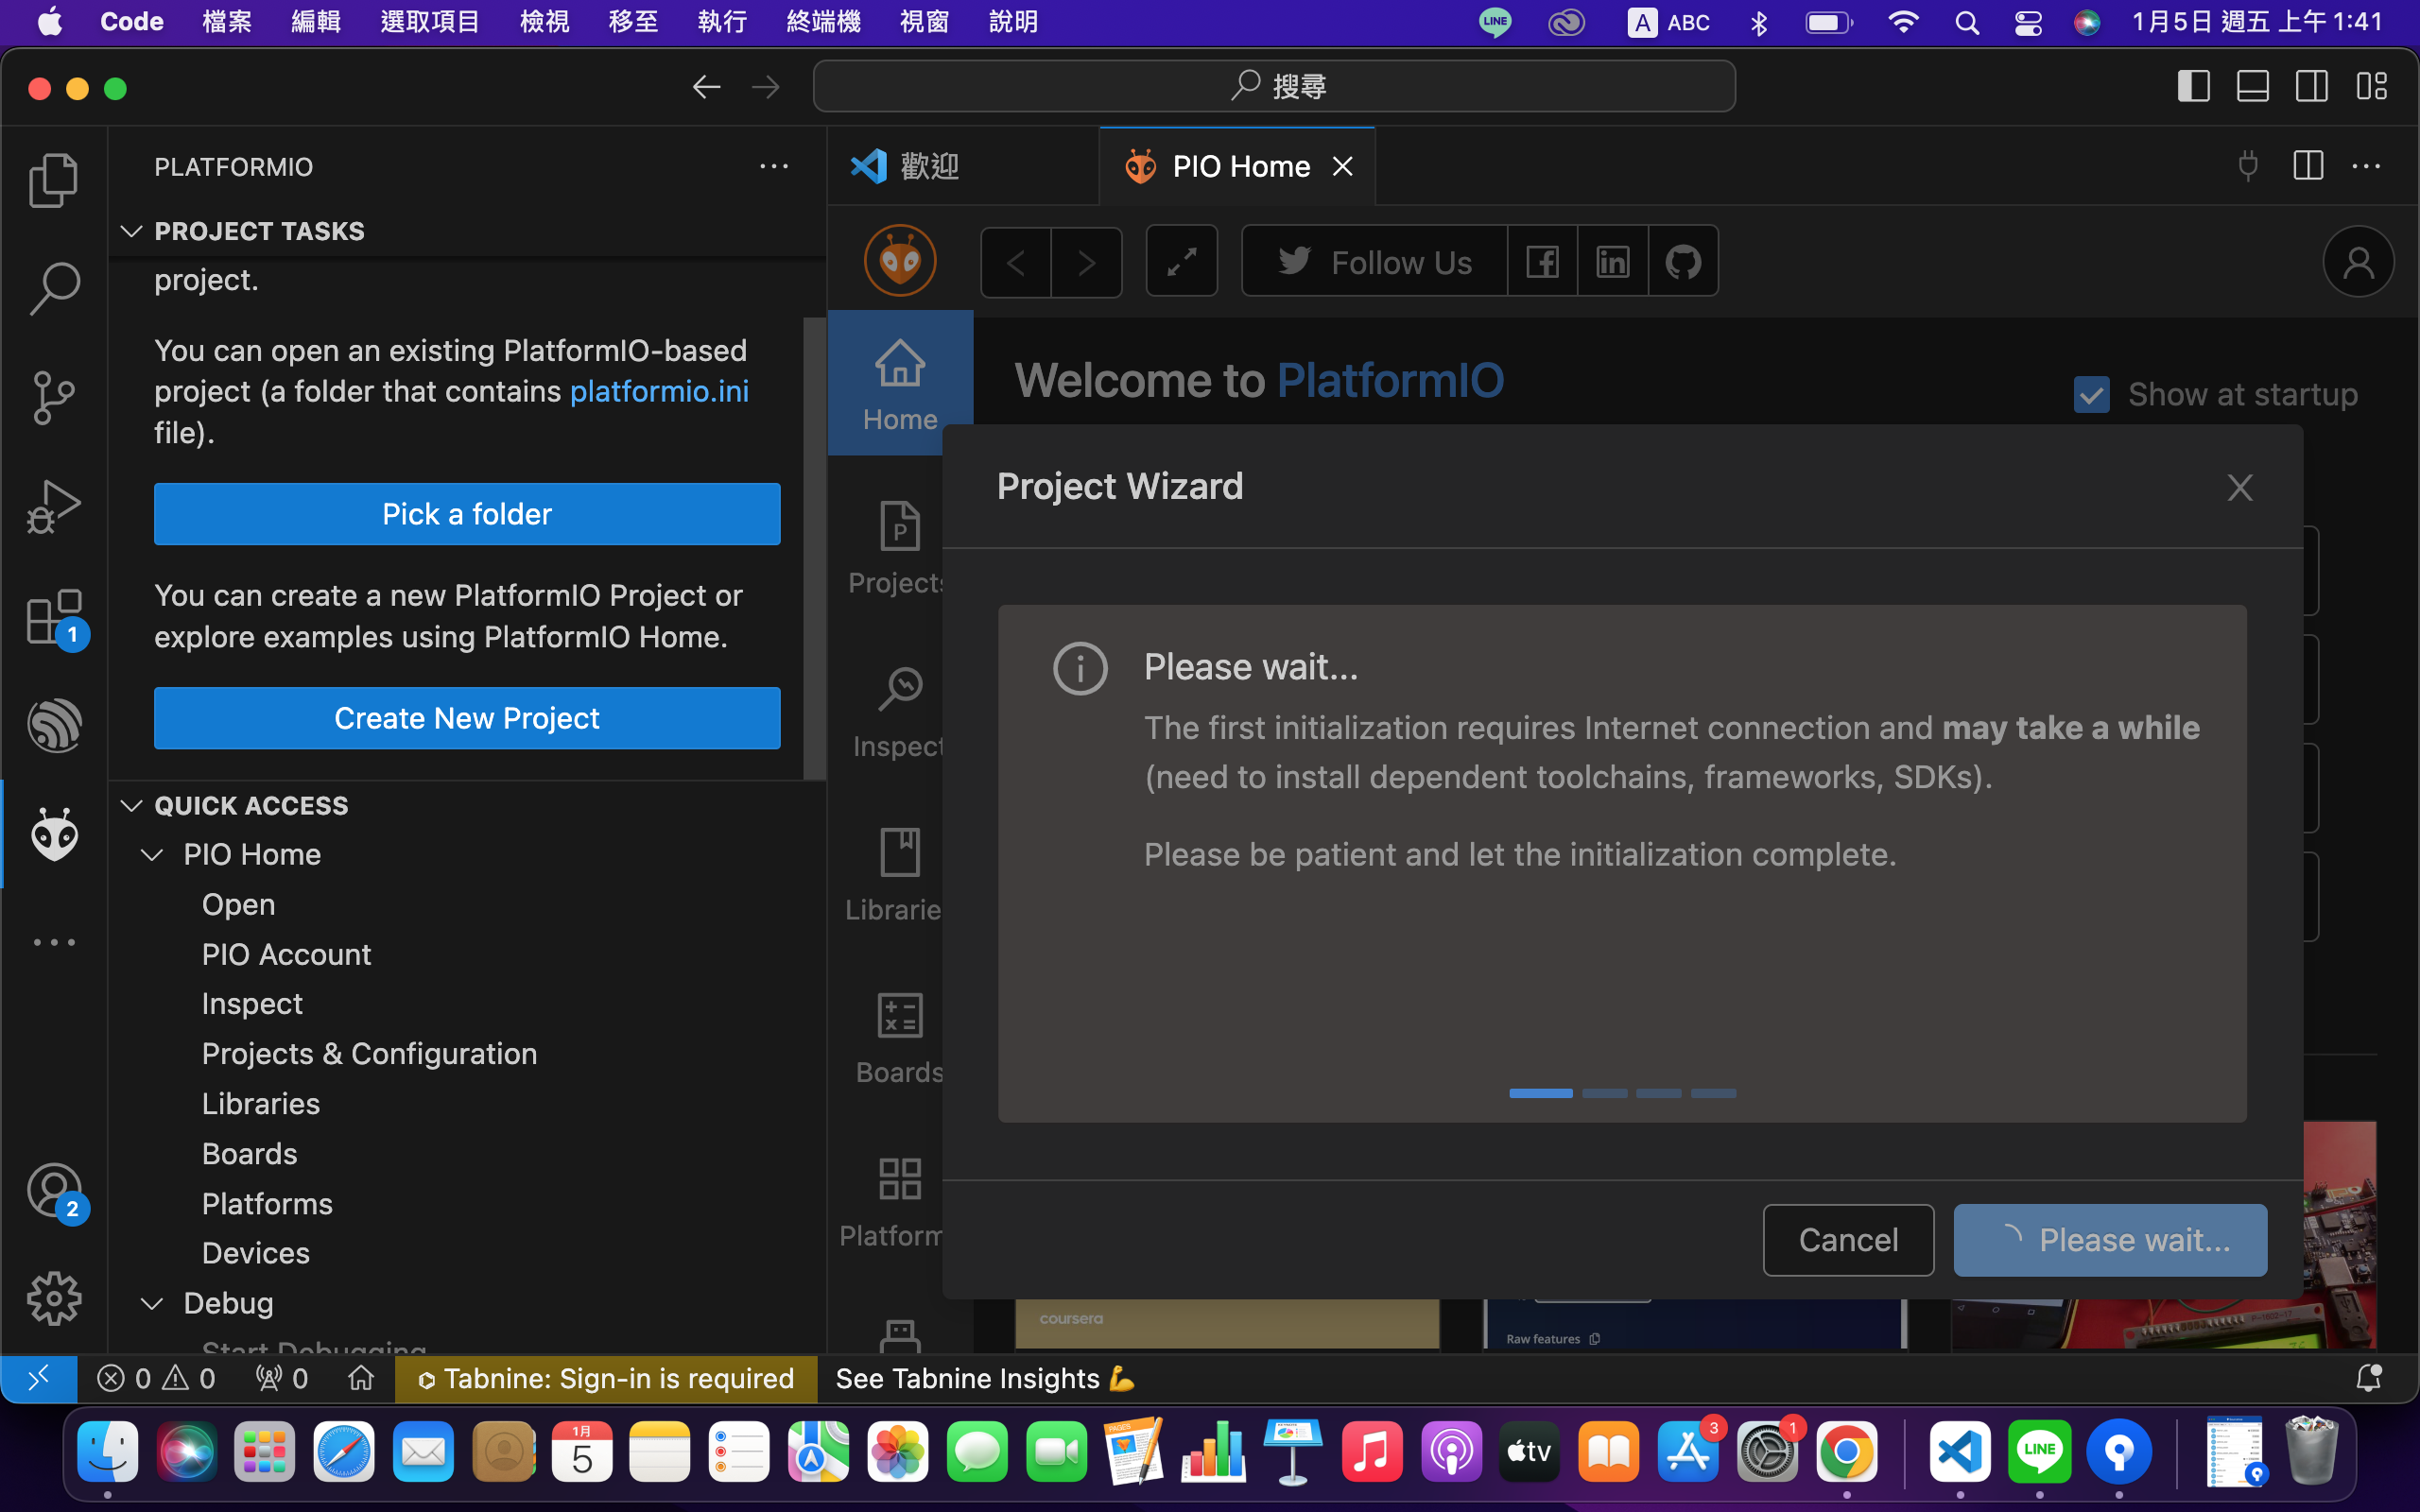 Code 檔案 編輯 選取項目 檢視 移至 執行 終端機 視窗 說明 LINE A ABC 1月5日 週五 上午 1:41
搜尋
PLATFORMIO
歡迎
PIO Home
PROJECT TASKS
project.
You can open an existing PlatformIO-based
project (a folder that contains platformio.ini
file).
Pick a folder
You can create a new PlatformIO Project or
explore examples using PlatformIO Home.
Create New Project
1
2
QUICK ACCESS
PIO Home
Open
PIO Account
Inspect
Projects & Configuration
Libraries
Boards
Platforms
Devices
Debug
Start Debugging
Follow Us
Home
Projects
Inspect
Librarie
Boards
Platform
Welcome to PlatformIO
Show at startup
Project Wizard
Please wait...
The first initialization requires Internet connection and may take a while
(need to install dependent toolchains, frameworks, SDKs).
Please be patient and let the initialization complete.
Cancel
Please wait...
coursera
Raw features
0 0 0 Tabnine: Sign-in is required See Tabnine Insights 💪
1月
5
tv
3
1
LINE